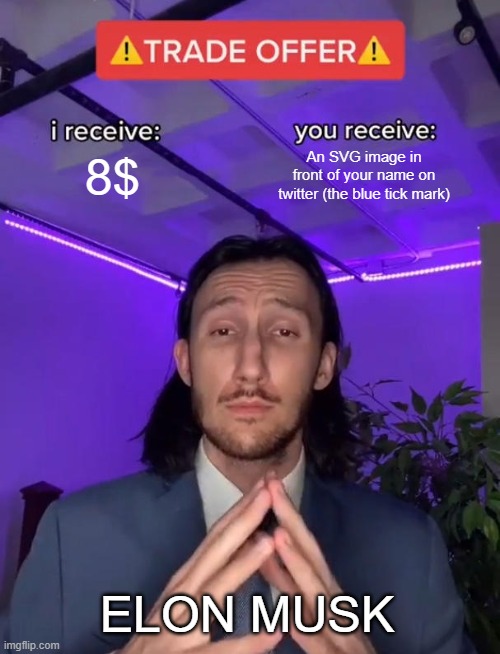 ⚠️TRADE OFFER⚠️
i receive:
you receive:
8$
An SVG image in
front of your name on
twitter (the blue tick mark)
ELON MUSK
imgflip.com